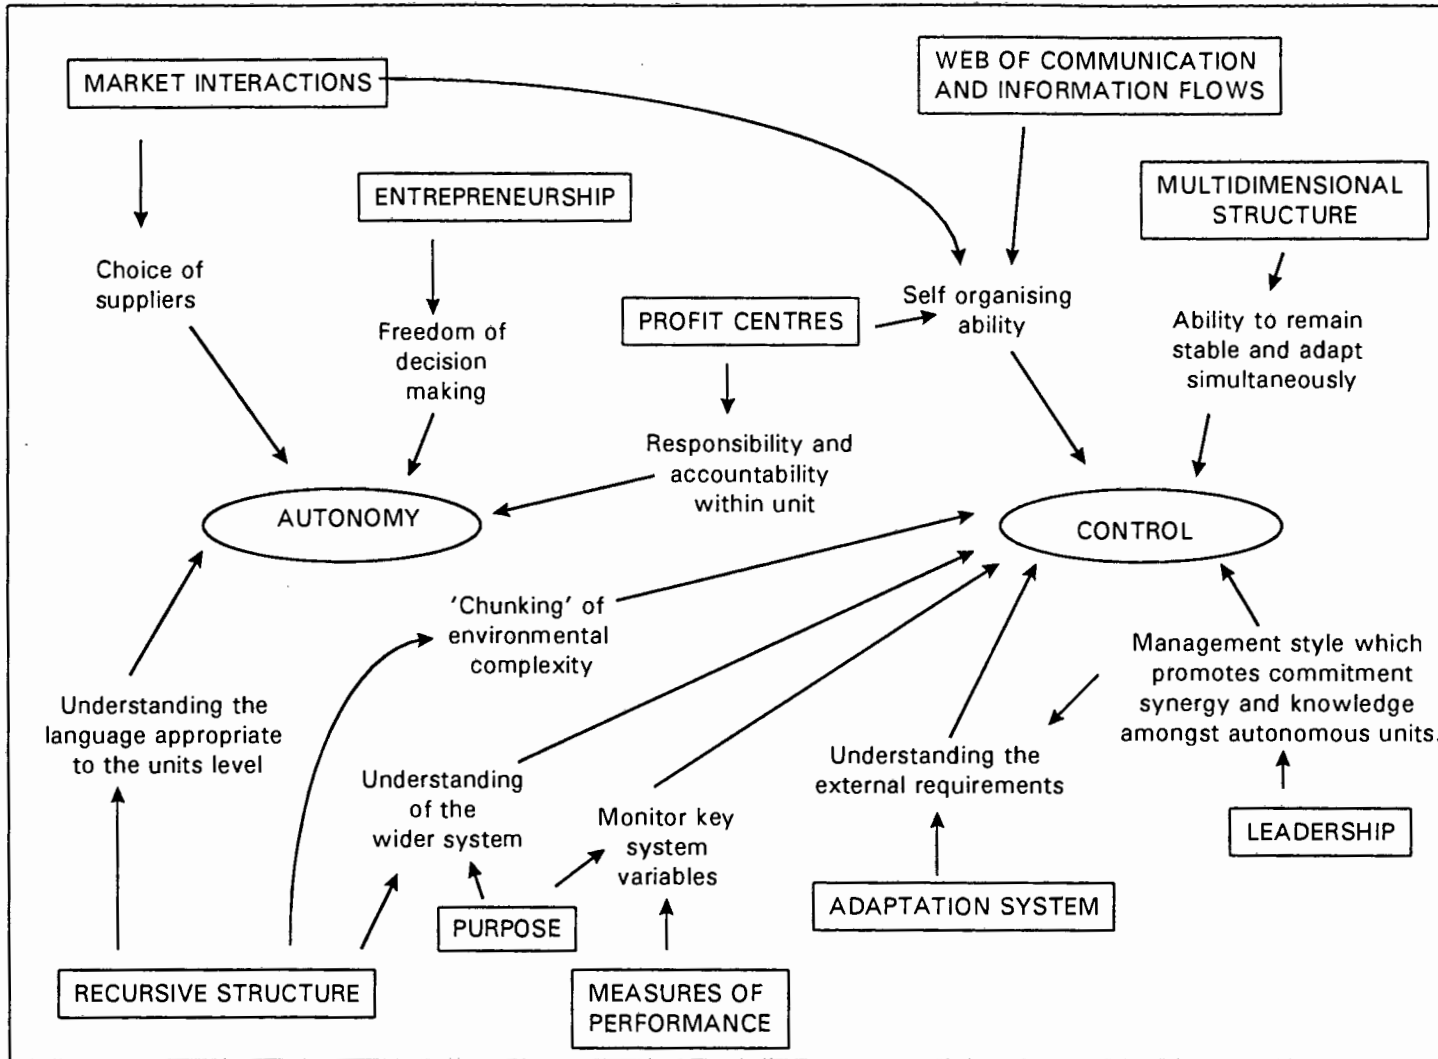 MARKET INTERACTIONS
WEB OF COMMUNICATION
AND INFORMATION FLOWS
ENTREPRENEURSHIP
MULTIDIMENSIONAL
STRUCTURE
Choice of
suppliers
Freedom of
decision
making
PROFIT CENTRES
Self organising
ability
Ability to remain
stable and adapt
simultaneously
Responsibility and
accountability
within unit
AUTONOMY
CONTROL
'Chunking' of
environmental
complexity
Understanding the
language appropriate
to the units level
Understanding
of the
wider system
Monitor key
system
variables
Understanding the
external requirements
Management style which
promotes commitment
synergy and knowledge
amongst autonomous units.
LEADERSHIP
PURPOSE
ADAPTATION SYSTEM
RECURSIVE STRUCTURE
MEASURES OF
PERFORMANCE